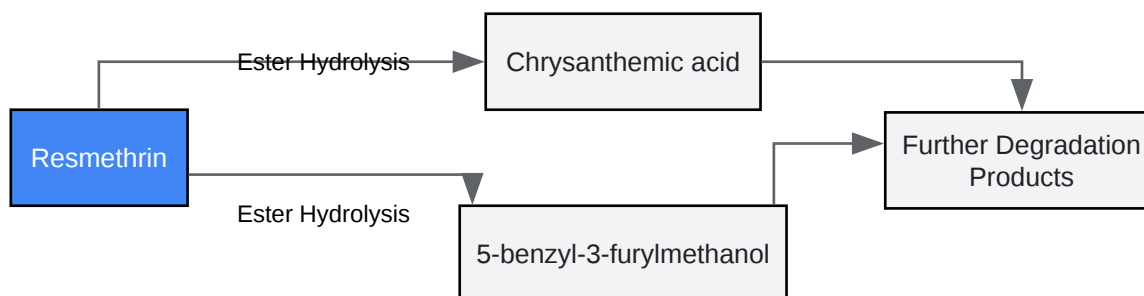 Ester Hydrolysis
Chrysanthemic acid
Resmethrin
Further Degradation
Products
Ester Hydrolysis
5-benzyl-3-furylmethanol